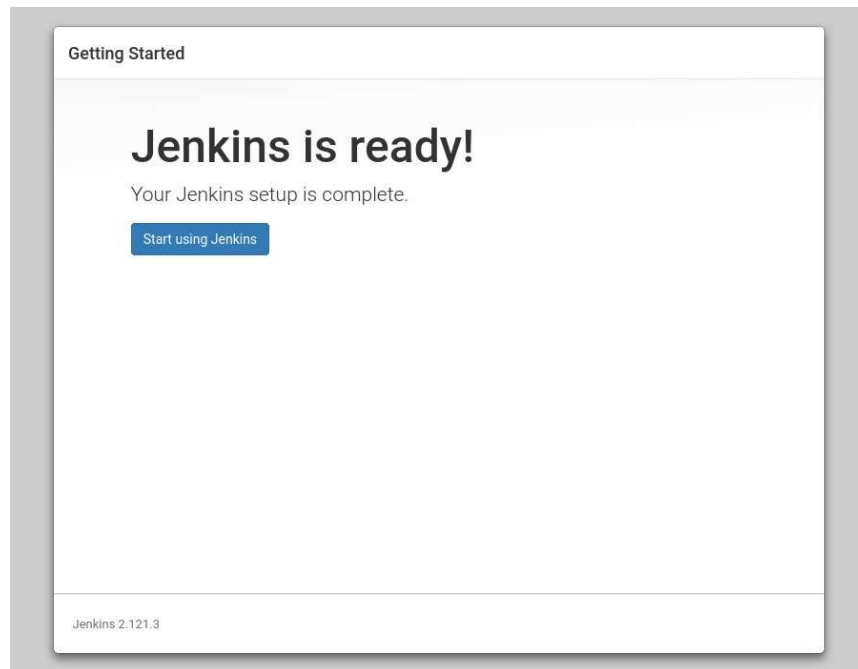 Getting Started
Jenkins is ready!
Your Jenkins setup is complete.
Start using Jenkins
Jenkins 2.121.3